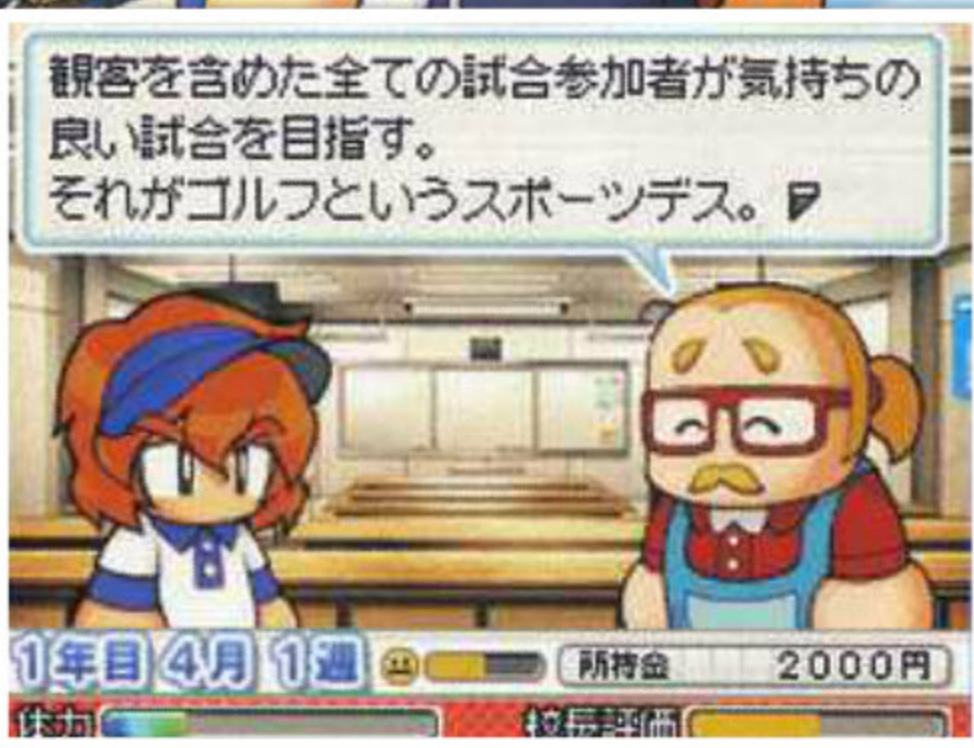 観客を含めた全ての試合参加者が気持ちの
良い試合を目指す。
それがゴルフというスポーツデス。
1年目 4月 1週
所持金 2000円
体力